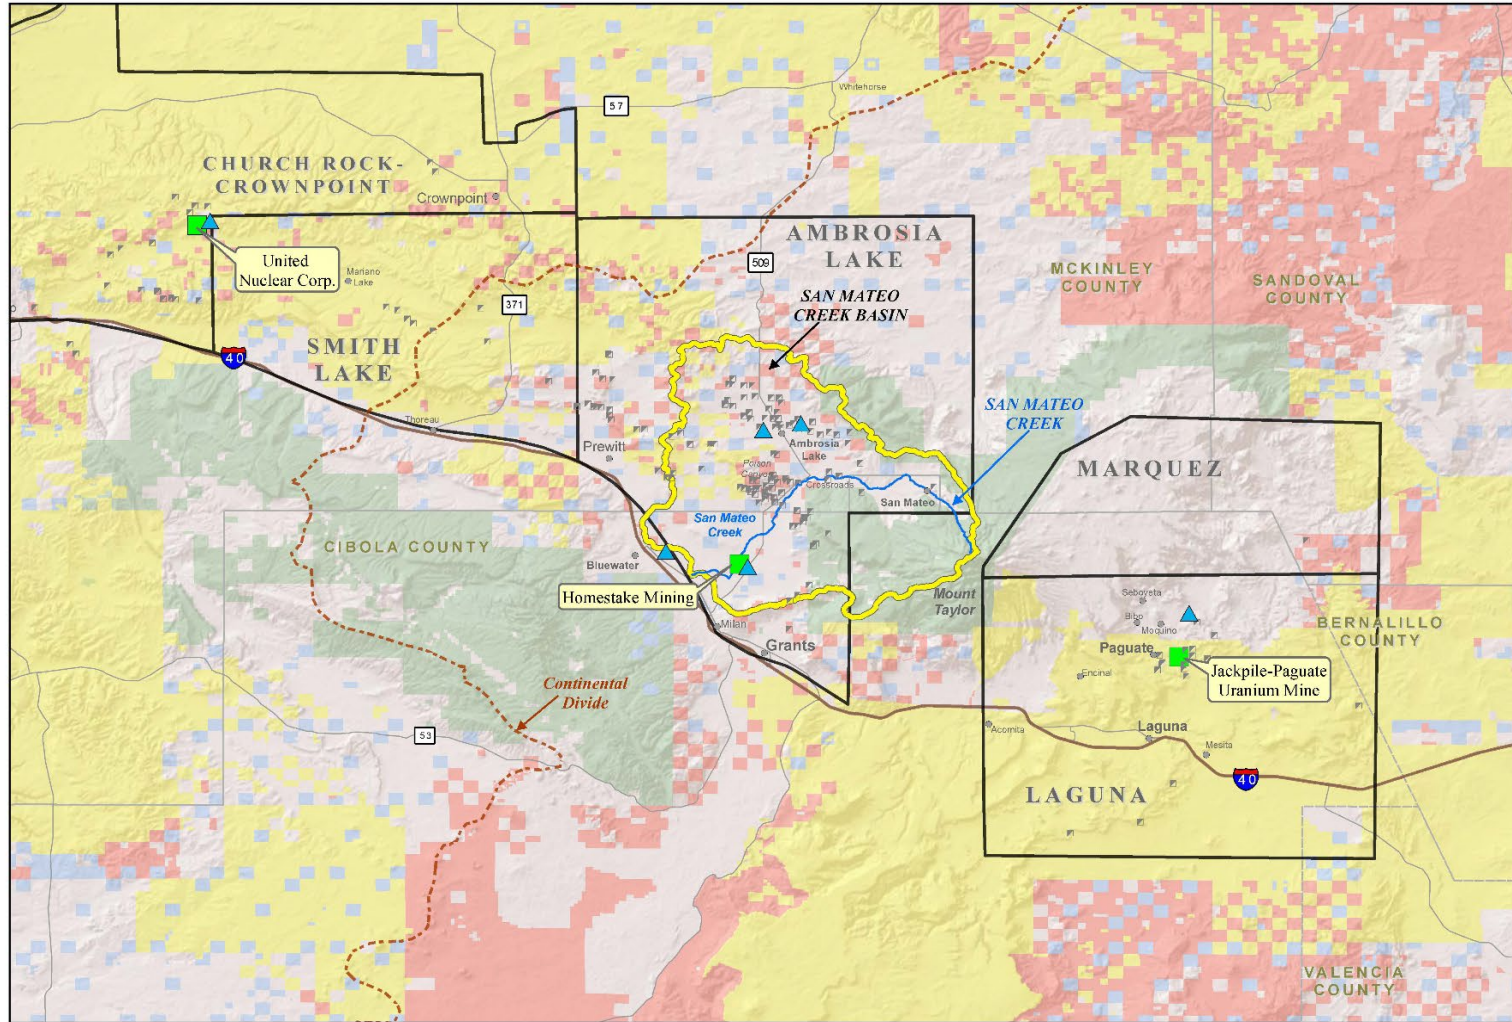 Whitehorse
57
CHURCH ROCK-
CROWNPOINT
Crownpoint
United
Nuclear Corp.
Mariano
Lake
371
509
AMBROSIA
LAKE
SAN MATEO
CREEK BASIN
MCKINLEY
COUNTY
SANDOVAL
COUNTY
SMITH
LAKE
40
Thoreau
Prewitt
SAN MATEO
CREEK
Ambrosia
Lake
Poison
Canyon
Crossroads
San Mateo
MARQUEZ
San Mateo
Creek
CIBOLA COUNTY
Bluewater
Homestake Mining
Mount
Taylor
Milan
Grants
Seboyeta
Bibo
Moquino
Paguate
Encinal
BERNALILLO
COUNTY
Jackpile-Paguate
Uranium Mine
Continental
Divide
53
Acomita
Laguna
Mesita
40
LAGUNA
VALENCIA
COUNTY